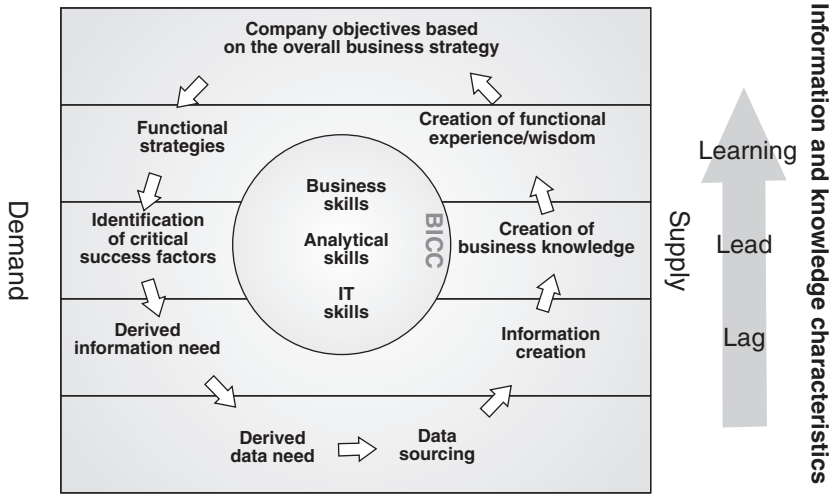 Company objectives based
on the overall business strategy
Functional
strategies
Creation of functional
experience/wisdom
Business
skills
Analytical
skills
IT
skills
BICC
Identification
of critical
success factors
Creation of
business knowledge
Derived
information need
Information
creation
Derived
data need
Data
sourcing
Demand
Supply
Learning
Lead
Lag
Information and knowledge characteristics